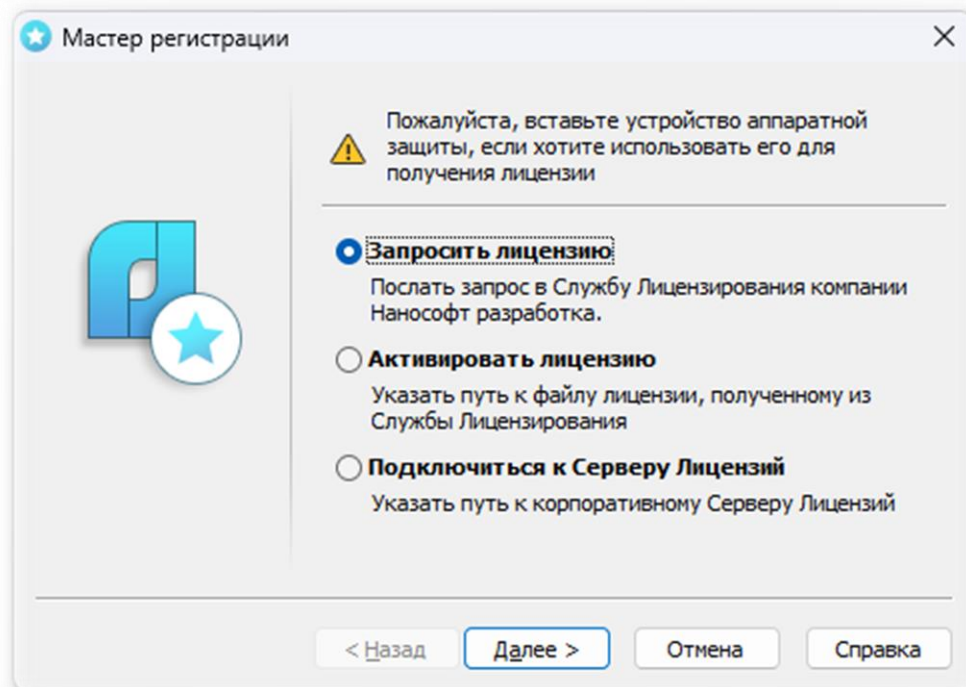 Мастер регистрации
Пожалуйста, вставьте устройство аппаратной
защиты, если хотите использовать его для
получения лицензии
Запросить лицензию
Послать запрос в Службу Лицензирования компании
Нанософт разработка.
Активировать лицензию
Указать путь к файлу лицензии, полученному из
Службы Лицензирования
Подключиться к Серверу Лицензий
Указать путь к корпоративному Серверу Лицензий
< Назад
Далее >
Отмена
Справка